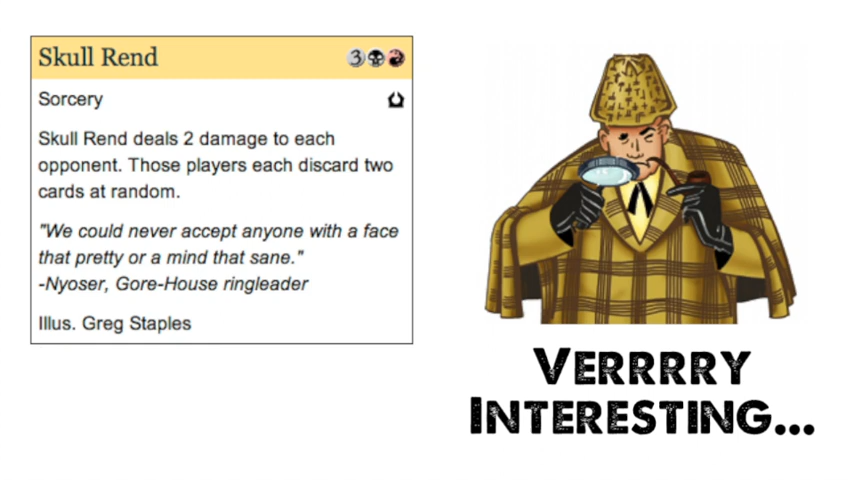 Skull Rend 3
Sorcery
Skull Rend deals 2 damage to each
opponent. Those players each discard two
cards at random.
"We could never accept anyone with a face
that pretty or a mind that sane."
-Nyoser, Gore-House ringleader
Illus. Greg Staples
Verrrry
Interesting...